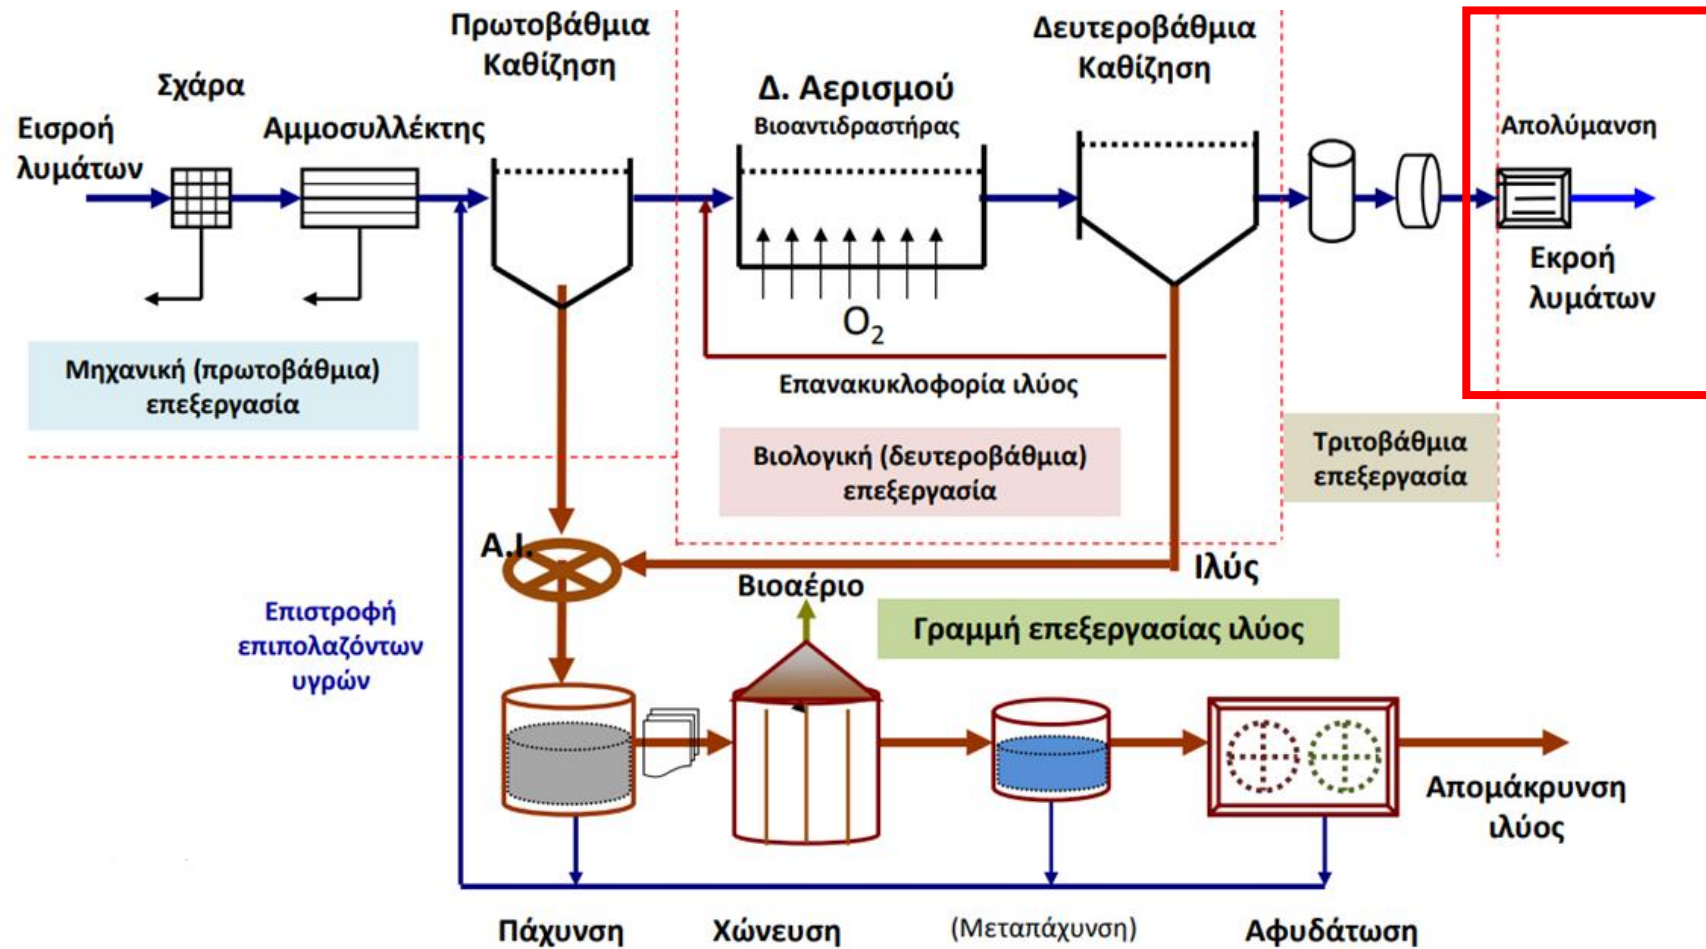 Πρωτοβάθμια
Καθίζηση
Δευτεροβάθμια
Καθίζηση
Σχάρα
Δ. Αερισμού
Βιοαντιδραστήρας
Εισροή
λυμάτων
Αμμοσυλλέκτης
Απολύμανση
Εκροή
λυμάτων
O2
Μηχανική (πρωτοβάθμια)
επεξεργασία
Επανακυκλοφορία ιλύος
Βιολογική (δευτεροβάθμια)
επεξεργασία
Τριτοβάθμια
επεξεργασία
Α.Ι.
Ιλύς
Βιοαέριο
Επιστροφή
επιπολαζόντων
υγρών
Γραμμή επεξεργασίας ιλύος
Απομάκρυνση
ιλύος
Πάχυνση
Χώνευση
(Μεταπάχυνση)
Αφυδάτωση